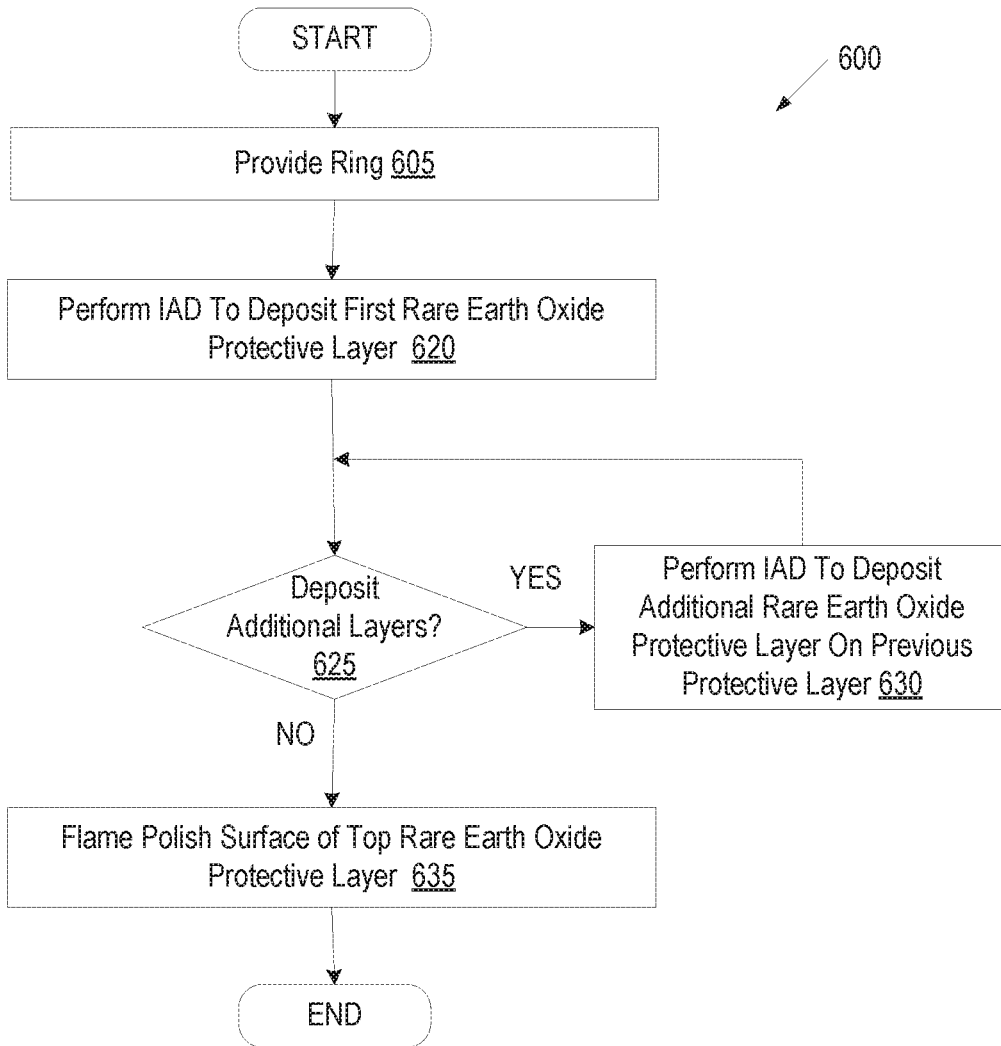 START
600
Provide Ring 605
Perform IAD To Deposit First Rare Earth Oxide
Protective Layer 620
Deposit
Additional Layers?
625
YES
Perform IAD To Deposit
Additional Rare Earth Oxide
Protective Layer On Previous
Protective Layer 630
NO
Flame Polish Surface of Top Rare Earth Oxide
Protective Layer 635
END